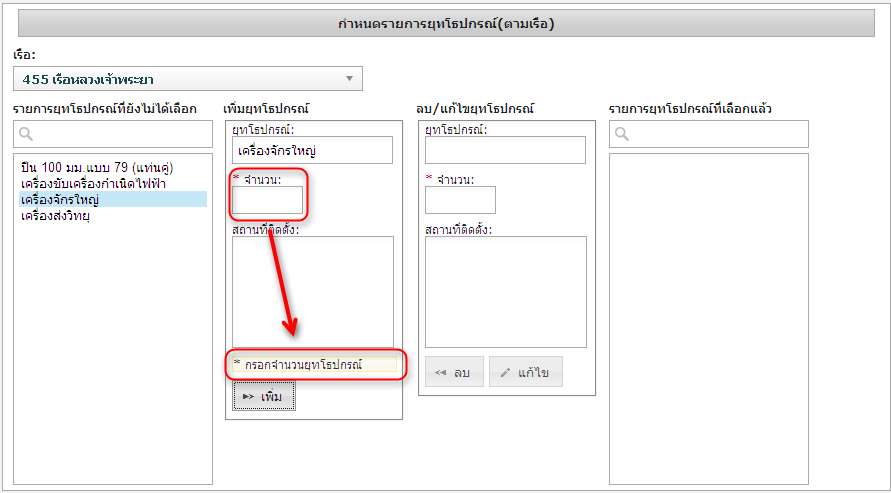 กำหนดรายการยุทโธปกรณ์(ตามเรือ)
เรือ:
455 เรือหลวงเจ้าพระยา
รายการยุทโธปกรณ์ที่ยังไม่ได้เลือก
ปืน 100 มม.แบบ 79 (แท่นคู่)
เครื่องขับเครื่องกำเนิดไฟฟ้า
เครื่องจักรใหญ่
เครื่องส่งวิทยุ
เพิ่มยุทโธปกรณ์
ยุทโธปกรณ์:
เครื่องจักรใหญ่
* จำนวน:
สถานที่ติดตั้ง:
* กรอกจำนวนยุทโธปกรณ์
เพิ่ม
ลบ/แก้ไขยุทโธปกรณ์
ยุทโธปกรณ์:
* จำนวน:
สถานที่ติดตั้ง:
ลบ
แก้ไข
รายการยุทโธปกรณ์ที่เลือกแล้ว